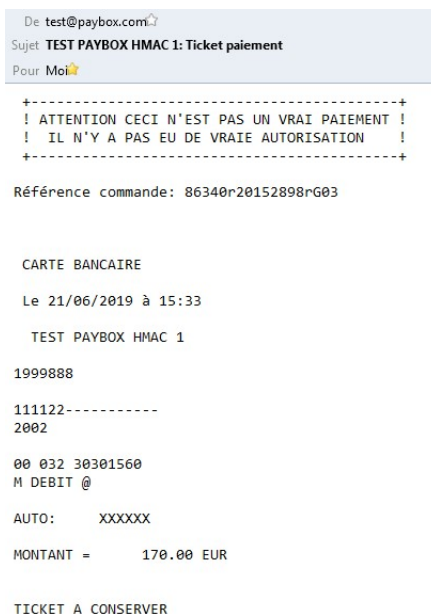 De test@paybox.com
Sujet TEST PAYBOX HMAC 1: Ticket paiement
Pour Moi
+-------------------------------------------+
! ATTENTION CECI N'EST PAS UN VRAI PAIEMENT !
! IL N'Y A PAS EU DE VRAIE AUTORISATION !
+-------------------------------------------+
Référence commande: 86340r20152898rG03
CARTE BANCAIRE
Le 21/06/2019 à 15:33
TEST PAYBOX HMAC 1
1999888
111122-----------
2002
00 032 30301560
M DEBIT @
AUTO: XXXXXX
MONTANT = 170.00 EUR
TICKET A CONSERVER